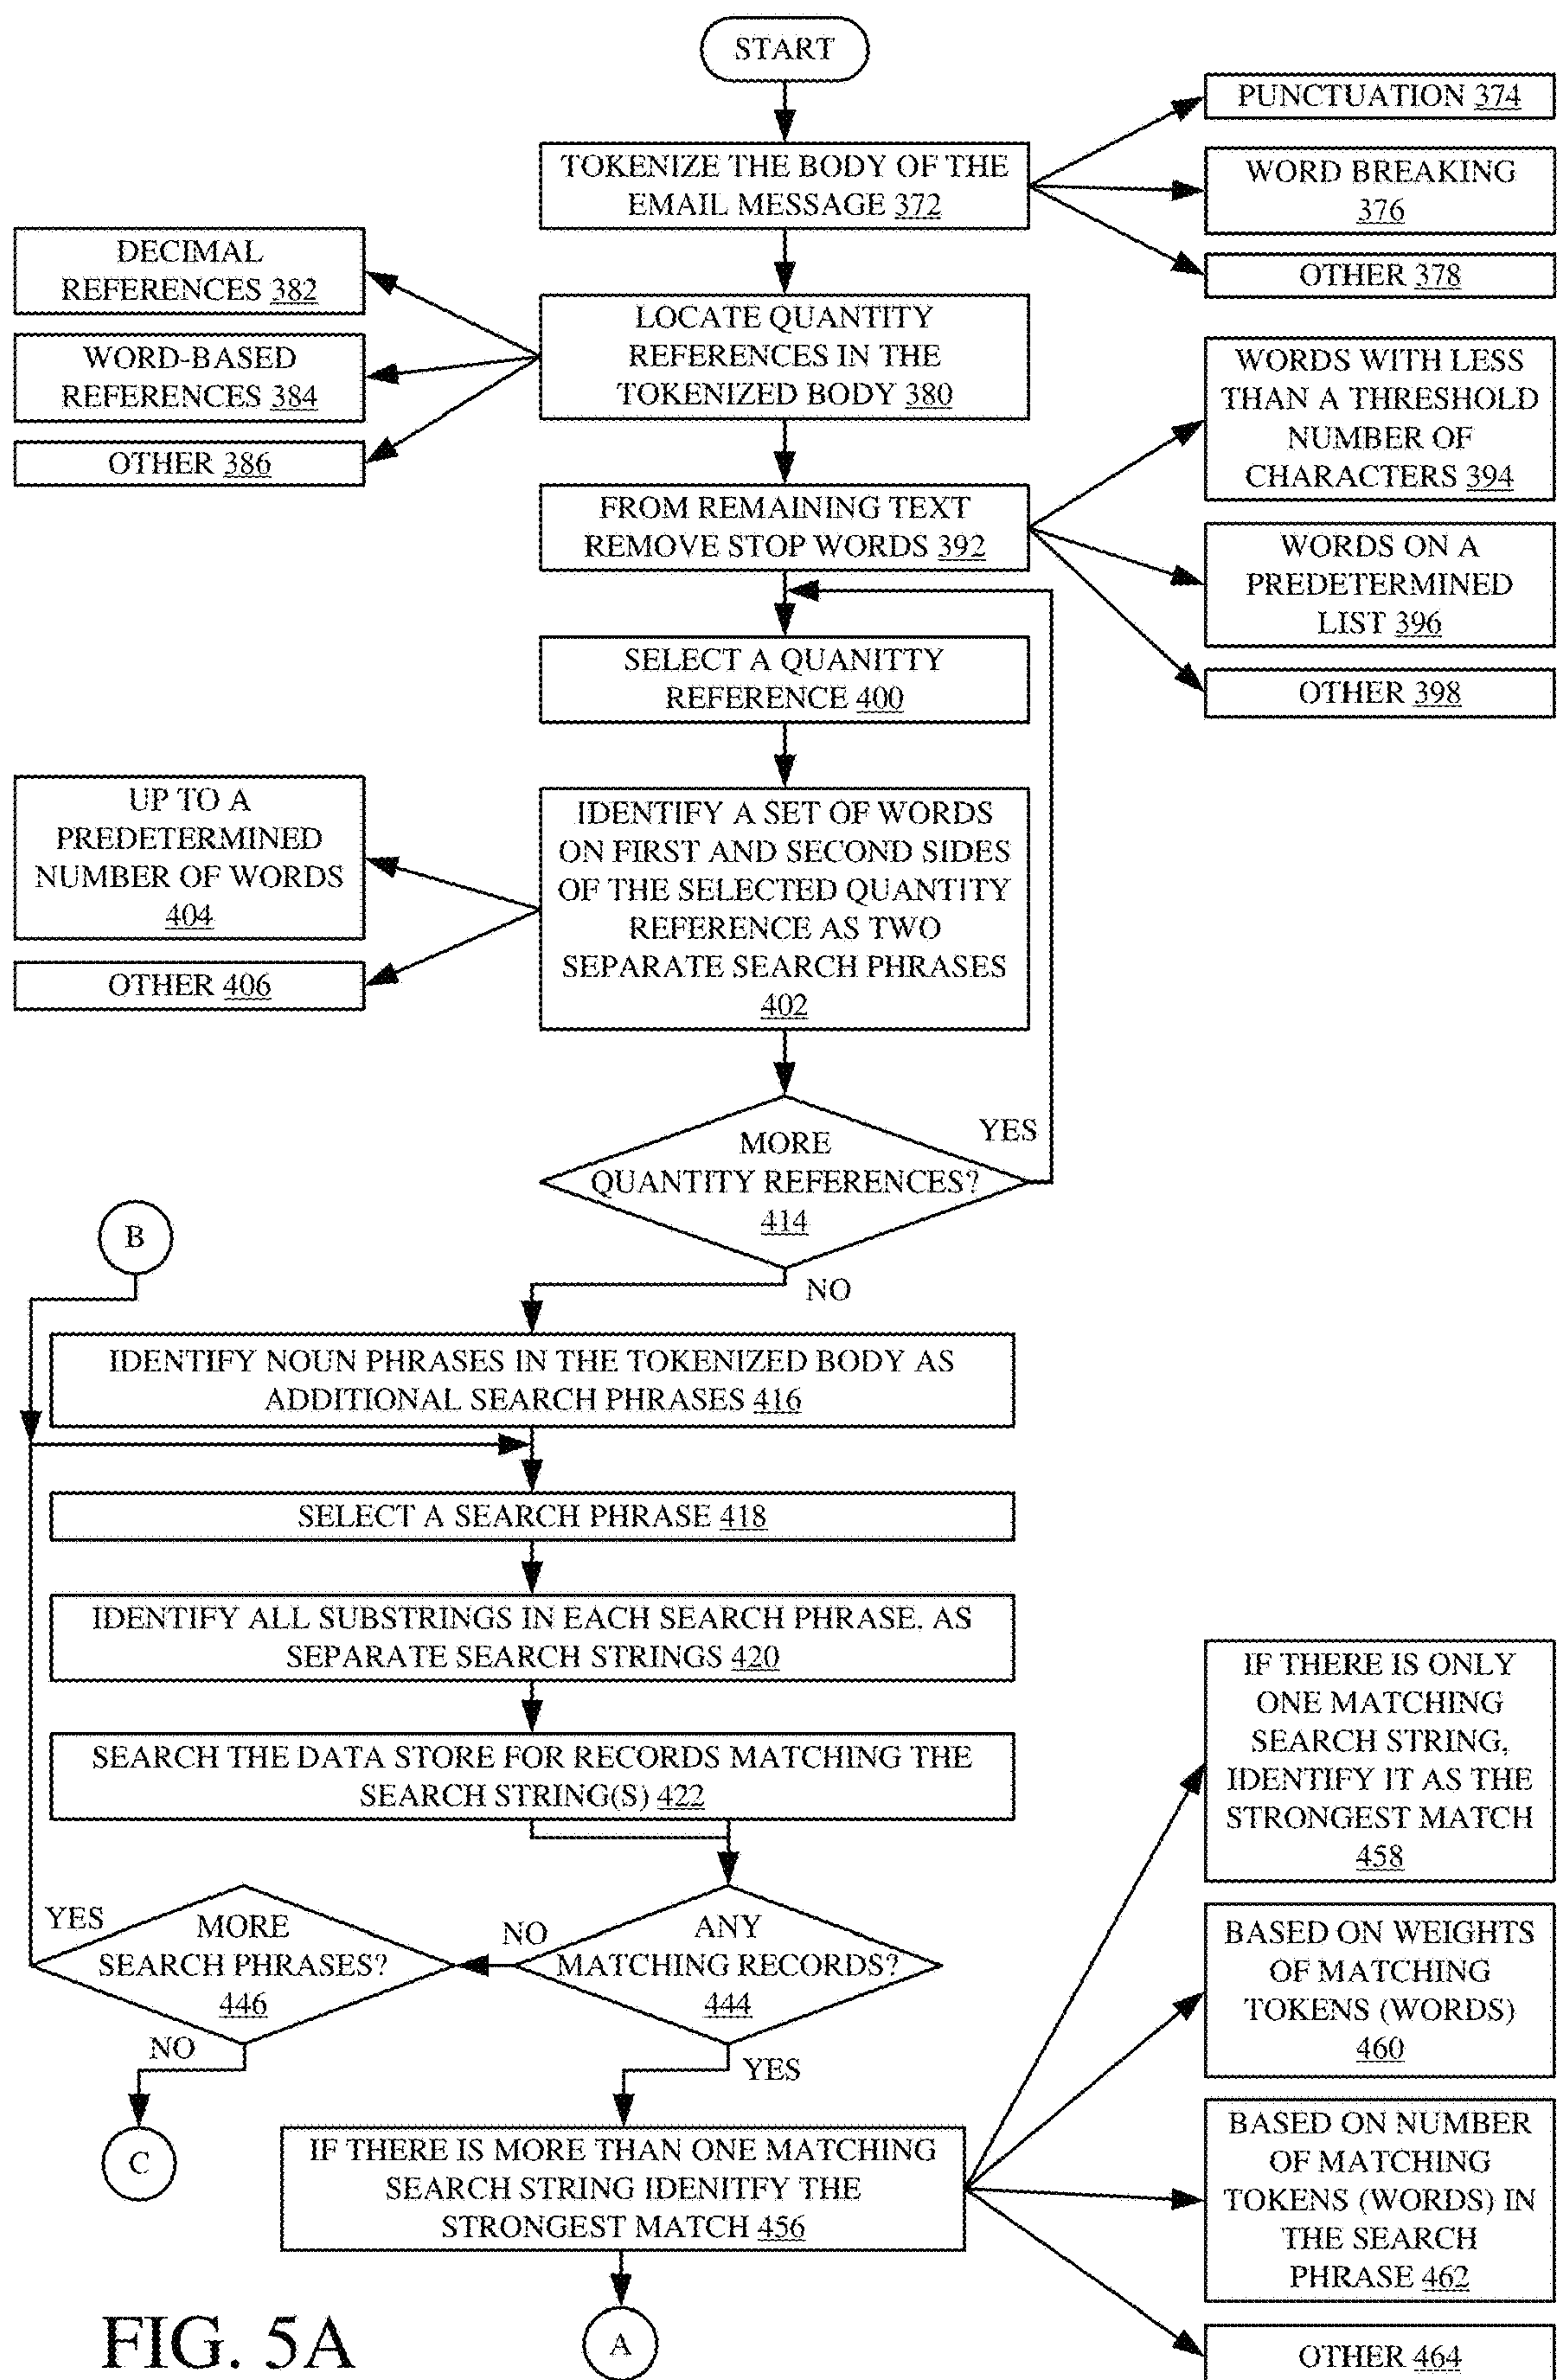 START
TOKENIZE THE BODY OF THE
EMAIL MESSAGE 372
PUNCTUATION 374
WORD BREAKING
376
OTHER 378
DECIMAL
REFERENCES 382
WORD-BASED
REFERENCES 384
OTHER 386
LOCATE QUANTITY
REFERENCES IN THE
TOKENIZED BODY 380
FROM REMAINING TEXT
REMOVE STOP WORDS 392
WORDS WITH LESS
THAN A THRESHOLD
NUMBER OF
CHARACTERS 394
WORDS ON A
PREDETERMINED
LIST 396
OTHER 398
SELECT A QUANITTY
REFERENCE 400
UP TO A
PREDETERMINED
NUMBER OF WORDS
404
OTHER 406
IDENTIFY A SET OF WORDS
ON FIRST AND SECOND SIDES
OF THE SELECTED QUANTITY
REFERENCE AS TWO
SEPARATE SEARCH PHRASES
402
MORE
QUANTITY REFERENCES?
414
YES
NO
B
IDENTIFY NOUN PHRASES IN THE TOKENIZED BODY AS
ADDITIONAL SEARCH PHRASES 416
SELECT A SEARCH PHRASE 418
IDENTIFY ALL SUBSTRINGS IN EACH SEARCH PHRASE, AS
SEPARATE SEARCH STRINGS 420
SEARCH THE DATA STORE FOR RECORDS MATCHING THE
SEARCH STRING(S) 422
ANY
MATCHING RECORDS?
444
NO
YES
MORE
SEARCH PHRASES?
446
YES
NO
C
IF THERE IS MORE THAN ONE MATCHING
SEARCH STRING IDENITFY THE
STRONGEST MATCH 456
IF THERE IS ONLY
ONE MATCHING
SEARCH STRING,
IDENTIFY IT AS THE
STRONGEST MATCH
458
BASED ON WEIGHTS
OF MATCHING
TOKENS (WORDS)
460
BASED ON NUMBER
OF MATCHING
TOKENS (WORDS) IN
THE SEARCH
PHRASE 462
OTHER 464
A
FIG. 5A